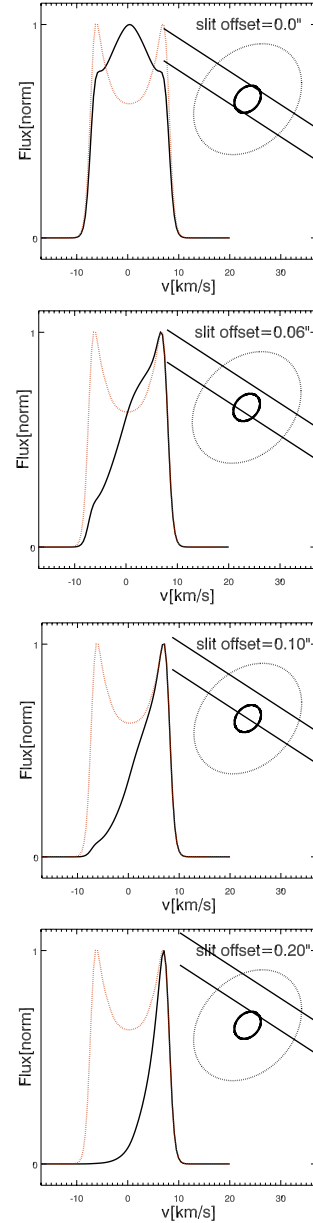 slit offset=0.0"
1
Flux[norm]
0
-10 0 10 20 30
v[km/s]
slit offset=0.06"
1
Flux[norm]
0
-10 0 10 20 30
v[km/s]
slit offset=0.10"
1
Flux[norm]
0
-10 0 10 20 30
v[km/s]
slit offset=0.20"
1
Flux[norm]
0
-10 0 10 20 30
v[km/s]